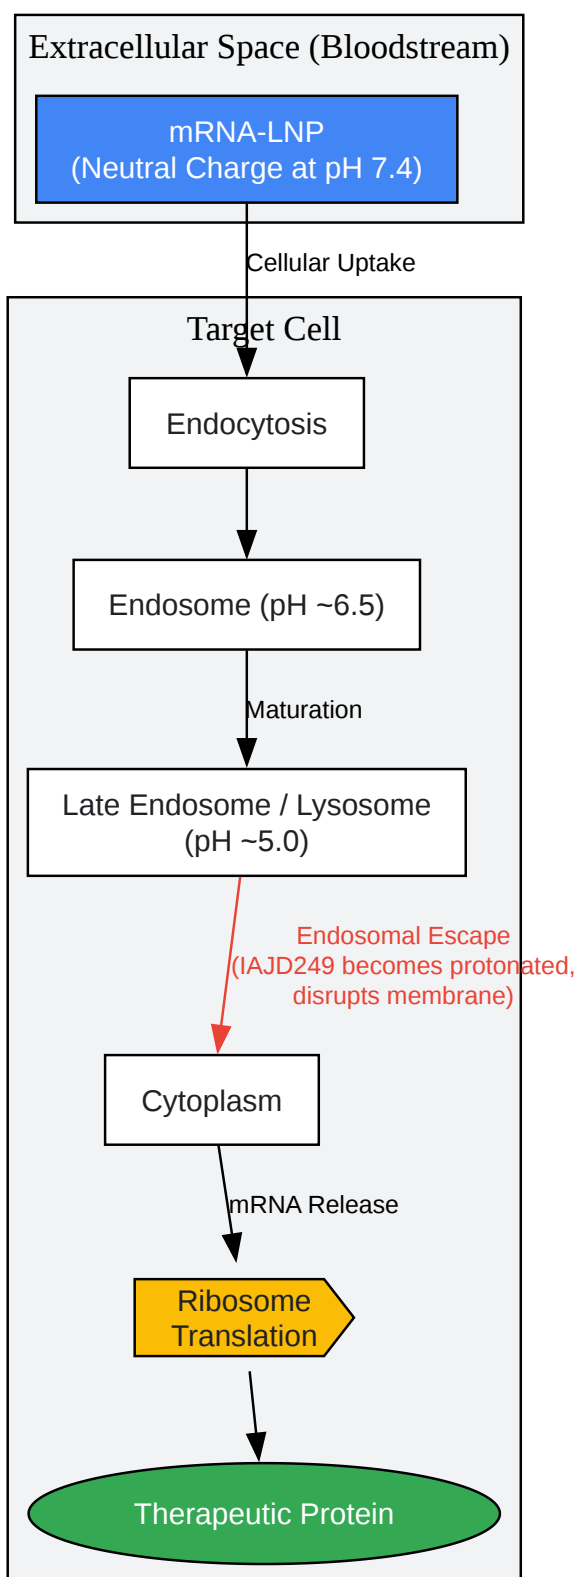 Extracellular Space (Bloodstream)
mRNA-LNP
(Neutral Charge at pH 7.4)
Cellular Uptake
Target Cell
Endocytosis
Endosome (pH ~6.5)
Maturation
Late Endosome / Lysosome
(pH ~5.0)
Endosomal Escape
(IAJD249 becomes protonated,
disrupts membrane)
Cytoplasm
mRNA Release
Ribosome
Translation
Therapeutic Protein